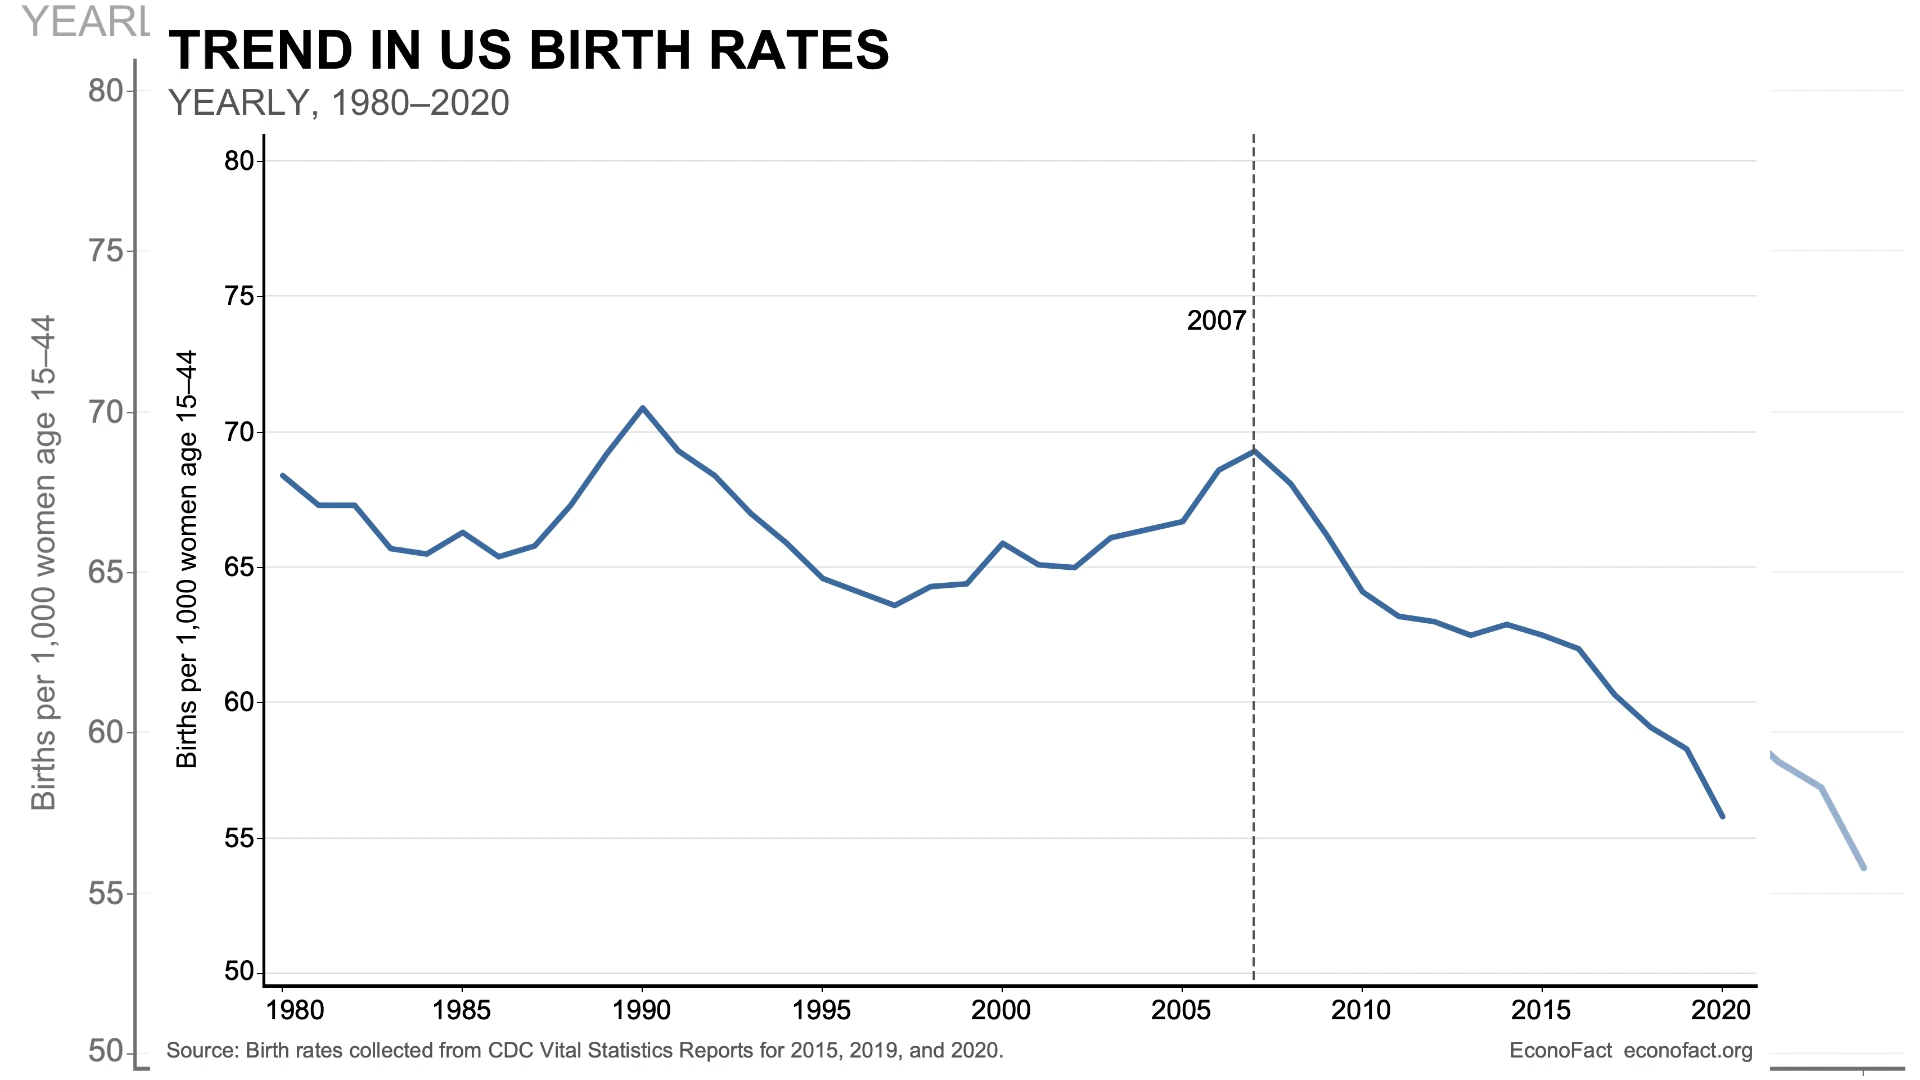 YEARL
TREND IN US BIRTH RATES
YEARLY, 1980–2020
80
75
70
65
60
55
50
Births per 1,000 women age 15–44
80
75
70
65
60
55
50
Births per 1,000 women age 15–44
2007
1980 1985 1990 1995 2000 2005 2010 2015 2020
Source: Birth rates collected from CDC Vital Statistics Reports for 2015, 2019, and 2020.
EconoFact econofact.org